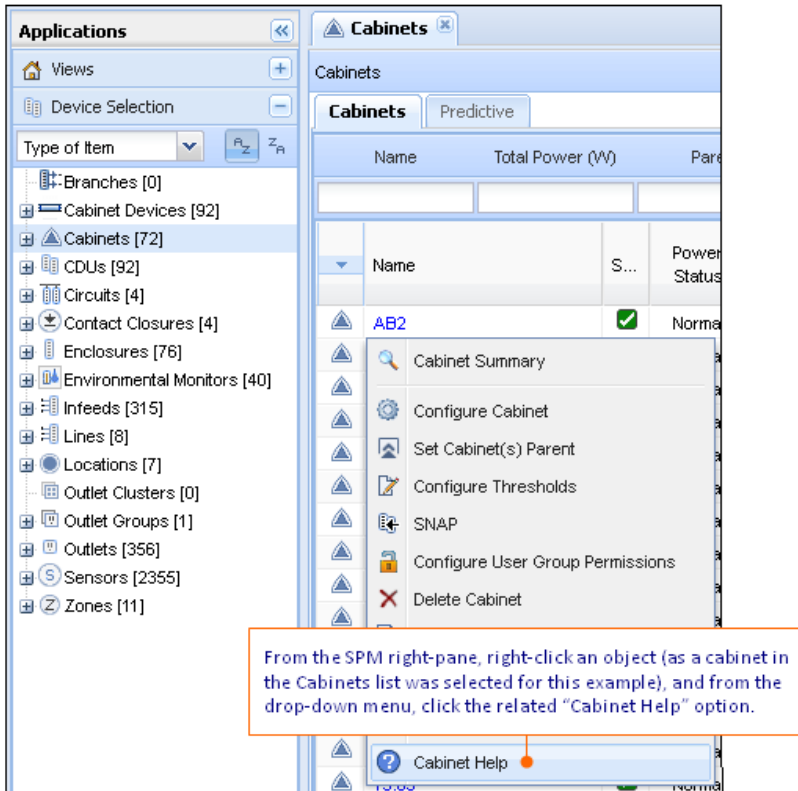 Applications
Views
Device Selection
Type of Item
A Z
Z A
Branches [0]
Cabinet Devices [92]
Cabinets [72]
CDUs [92]
Circuits [4]
Contact Closures [4]
Enclosures [76]
Environmental Monitors [40]
Infeeds [315]
Lines [8]
Locations [7]
Outlet Clusters [0]
Outlet Groups [1]
Outlets [356]
Sensors [2355]
Zones [11]
Cabinets
Cabinets
Cabinets Predictive
Name Total Power (W) Pare
Name S... Power
Status
AB2 Norma
Cabinet Summary
Configure Cabinet
Set Cabinet(s) Parent
Configure Thresholds
SNAP
Configure User Group Permissions
Delete Cabinet
From the SPM right-pane, right-click an object (as a cabinet in
the Cabinets list was selected for this example), and from the
drop-down menu, click the related “Cabinet Help” option.
Cabinet Help